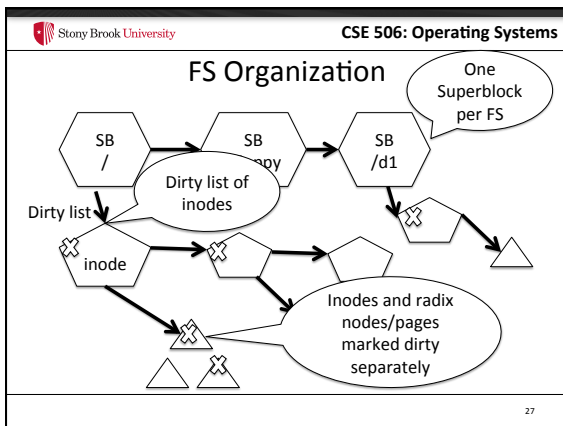 Stony Brook University
CSE 506: Operating Systems
FS Organization
One
Superblock
per FS
SB
/
SB
SB
/d1
Dirty list of
inodes
Dirty list
inode
Inodes and radix
nodes/pages
marked dirty
separately
27